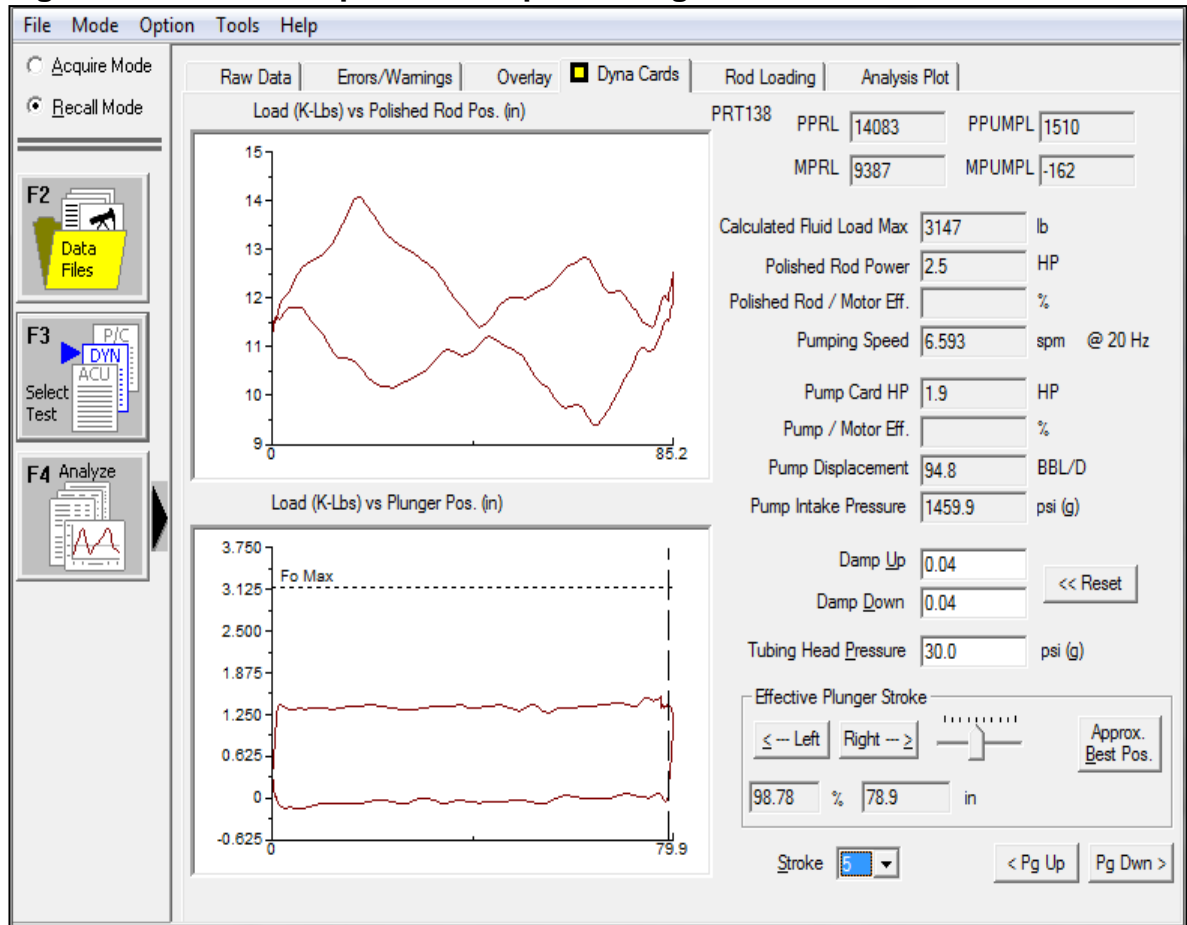 File Mode Option Tools Help
Acquire Mode
Recall Mode
F2
Data
Files
F3
P/C
DYN
ACU
Select
Test
F4 Analyze
Raw Data
Errors/Warnings
Overlay
Dyna Cards
Rod Loading
Analysis Plot
Load (K-Lbs) vs Polished Rod Pos. (in)
15
14
13
12
11
10
9
0
85.2
Load (K-Lbs) vs Plunger Pos. (in)
3.750
Fo Max
3.125
2.500
1.875
1.250
0.625
0
-0.625
0
79.9
PRT138
PPRL 14083 PPUMPL 1510
MPRL 9387 MPUMPL -162
Calculated Fluid Load Max 3147 lb
Polished Rod Power 2.5 HP
Polished Rod / Motor Eff. %
Pumping Speed 6.593 spm @ 20 Hz
Pump Card HP 1.9 HP
Pump / Motor Eff. %
Pump Displacement 94.8 BBL/D
Pump Intake Pressure 1459.9 psi (g)
Damp Up 0.04
<< Reset
Damp Down 0.04
Tubing Head Pressure 30.0 psi (g)
Effective Plunger Stroke
< --- Left Right --- >
Approx.
Best Pos.
98.78 % 78.9 in
Stroke 5
< Pg Up Pg Dwn >